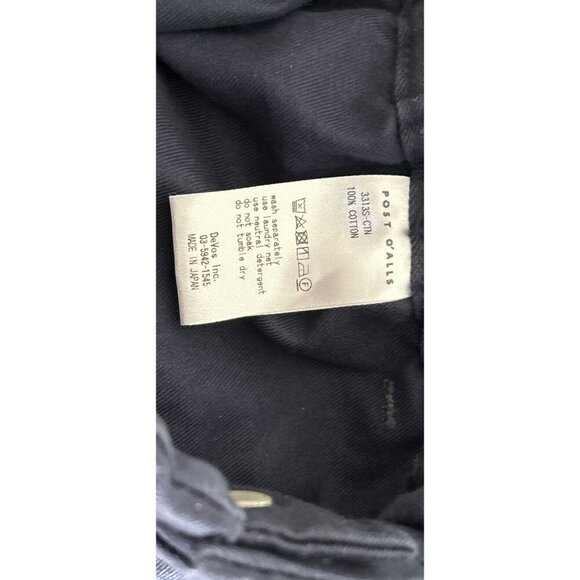 POST O'ALLS
3313S-CTN
100% COTTON
wash separately
use laundry net
use neutral detergent
do not soak
do not tumble dry
DeVos Inc.
03-5942-1545
MADE IN JAPAN